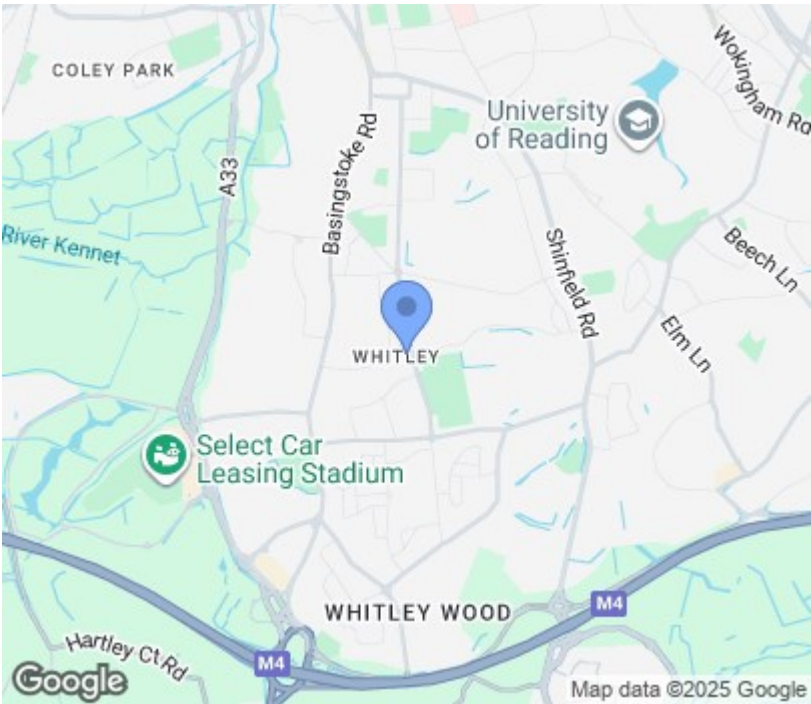 COLEY PARK
Wokingham Rd
University
of Reading
Basingstoke Rd
A33
River Kennet
Shinfield Rd
Beech Ln
Elm Ln
WHITLEY
Select Car
Leasing Stadium
WHITLEY WOOD
M4
Hartley Ct Rd
M4
Google
Map data ©2025 Google